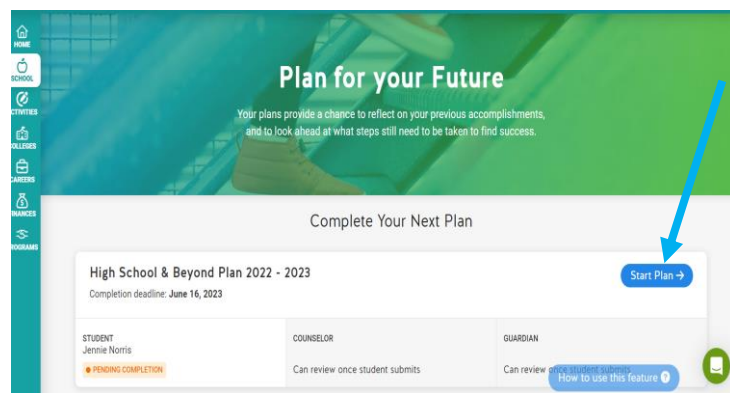 HOME
SCHOOL
CTIVITIES
OLLEGES
CAREERS
INANCES
ROGRAMS
Plan for your Future
Your plans provide a chance to reflect on your previous accomplishments,
and to look ahead at what steps still need to be taken to find success.
Complete Your Next Plan
High School & Beyond Plan 2022 - 2023
Start Plan →
Completion deadline: June 16, 2023
STUDENT
Jennie Norris
PENDING COMPLETION
COUNSELOR
Can review once student submits
GUARDIAN
Can review once student submits
How to use this feature ?